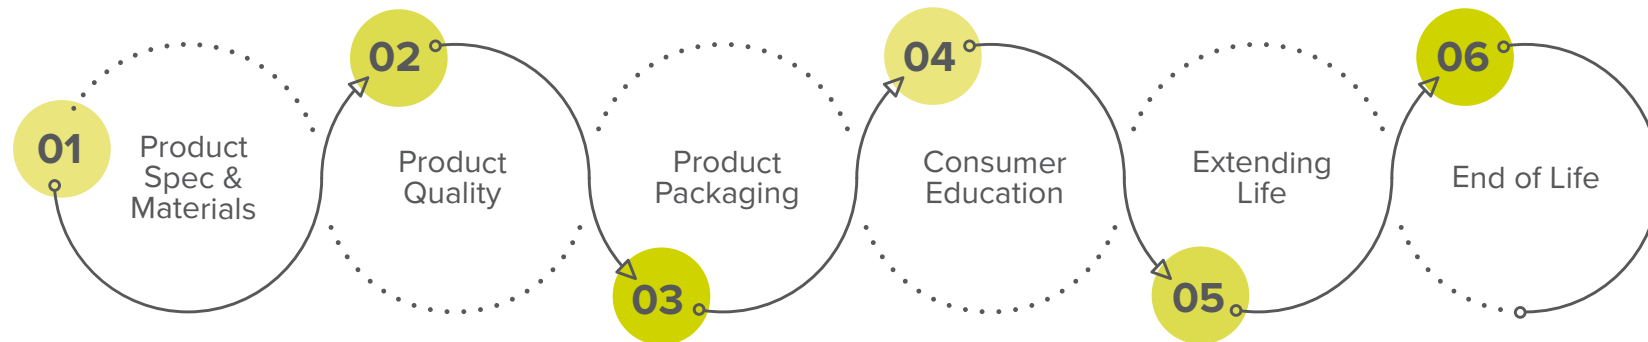 01
Product
Spec &
Materials
02
Product
Quality
03
Product
Packaging
04
Consumer
Education
05
Extending
Life
06
End of Life